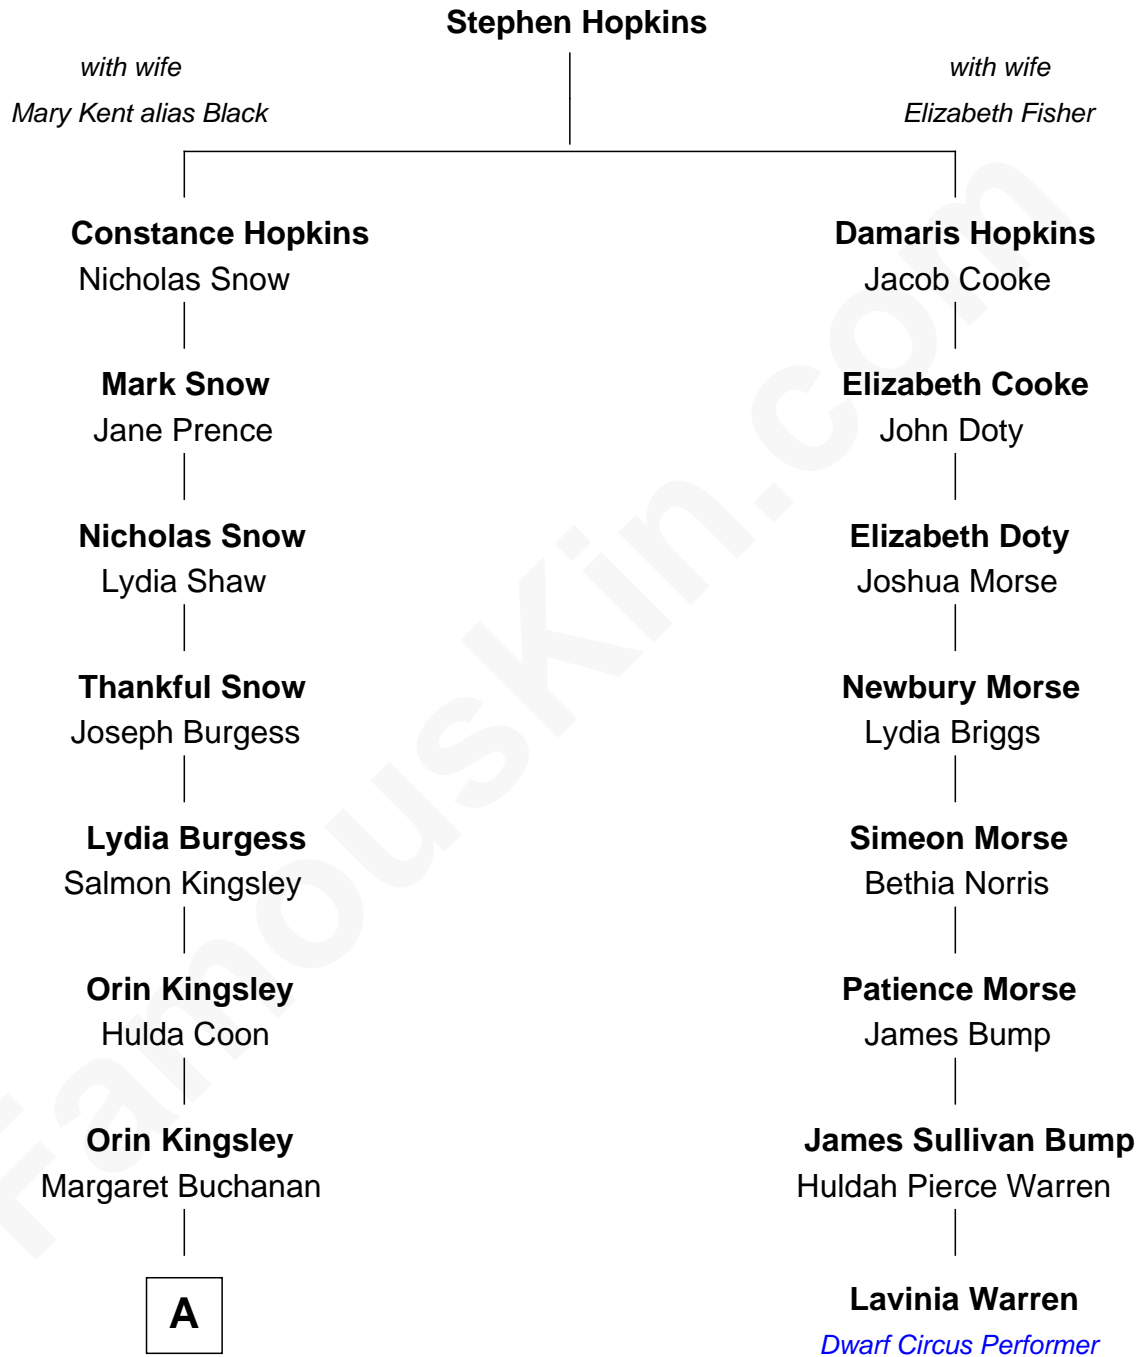 Stephen Hopkins
with wife
Mary Kent alias Black
with wife
Elizabeth Fisher
Constance Hopkins
Nicholas Snow
Damaris Hopkins
Jacob Cooke
Mark Snow
Jane Prence
Elizabeth Cooke
John Doty
Nicholas Snow
Lydia Shaw
Elizabeth Doty
Joshua Morse
Thankful Snow
Joseph Burgess
Newbury Morse
Lydia Briggs
Lydia Burgess
Salmon Kingsley
Simeon Morse
Bethia Norris
Orin Kingsley
Hulda Coon
Patience Morse
James Bump
Orin Kingsley
Margaret Buchanan
James Sullivan Bump
Huldah Pierce Warren
A
Lavinia Warren
Dwarf Circus Performer
FamousKin.com